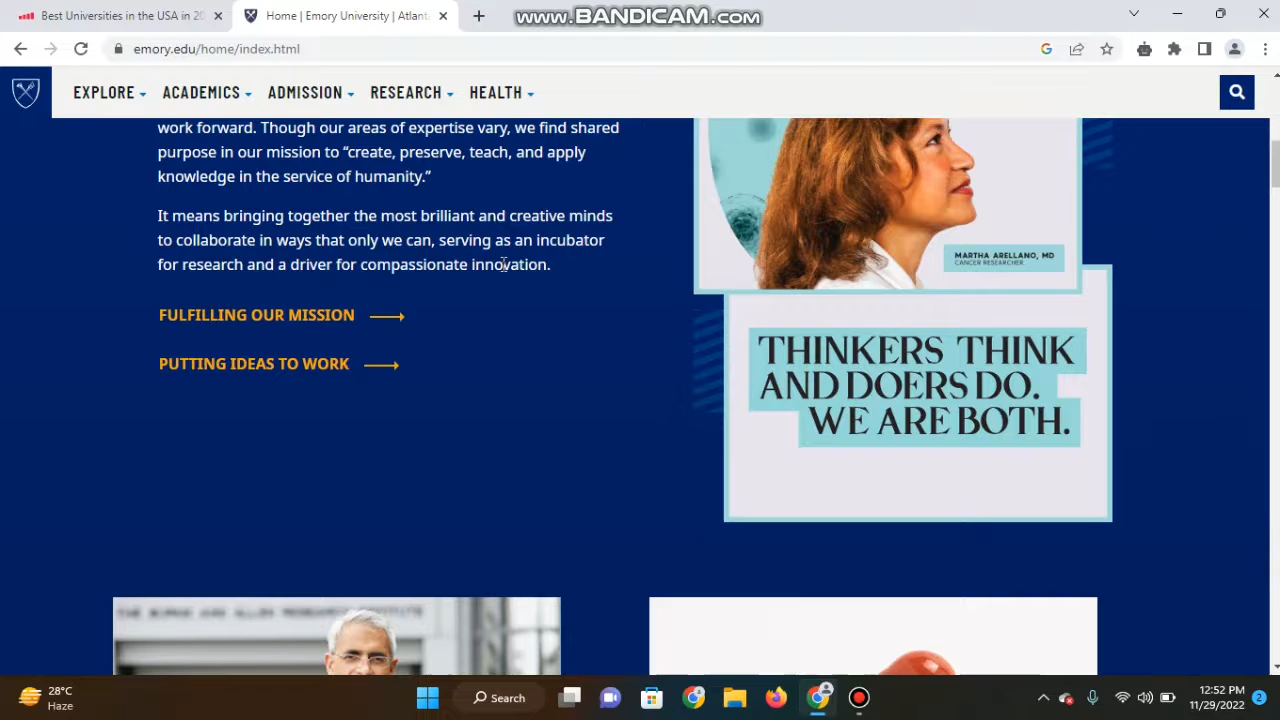 Best Universities in the USA in 20
Home | Emory University | Atlant
www.BANDICAM.com
emory.edu/home/index.html
EXPLORE ACADEMICS ADMISSION RESEARCH HEALTH
work forward. Though our areas of expertise vary, we find shared
purpose in our mission to “create, preserve, teach, and apply
knowledge in the service of humanity.”
It means bringing together the most brilliant and creative minds
to collaborate in ways that only we can, serving as an incubator
for research and a driver for compassionate innovation.
FULFILLING OUR MISSION
PUTTING IDEAS TO WORK
MARTHA ARELLANO, MD
CANCER RESEARCHER
THINKERS THINK
AND DOERS DO.
WE ARE BOTH.
28°C
Haze
Search
12:52 PM
11/29/2022
2